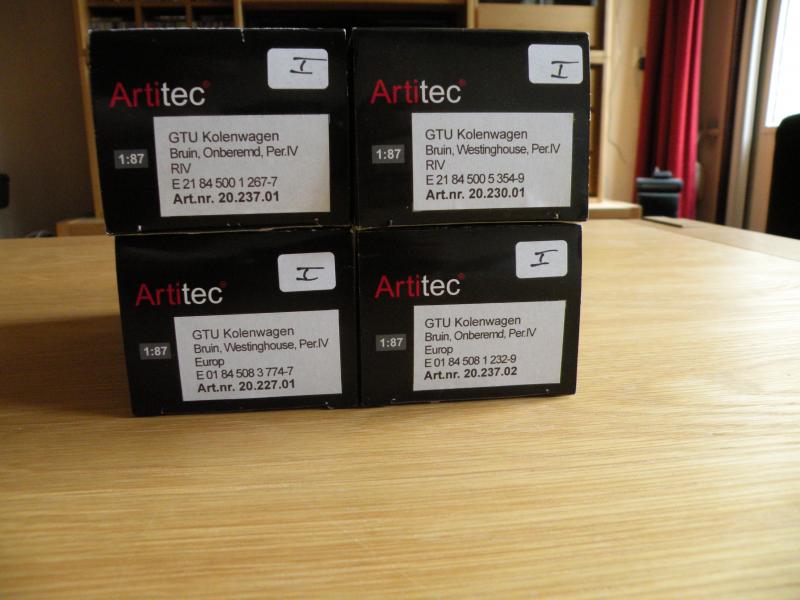 I
Artitec®
1:87
GTU Kolenwagen
Bruin, Onberemd, Per.IV
RIV
E 21 84 500 1 267-7
Art.nr. 20.237.01
I
Artitec®
1:87
GTU Kolenwagen
Bruin, Westinghouse, Per.IV
RIV
E 21 84 500 5 354-9
Art.nr. 20.230.01
I
Artitec®
1:87
GTU Kolenwagen
Bruin, Westinghouse, Per.IV
Europ
E 01 84 508 3 774-7
Art.nr. 20.227.01
I
Artitec®
1:87
GTU Kolenwagen
Bruin, Onberemd, Per.IV
Europ
E 01 84 508 1 232-9
Art.nr. 20.237.02